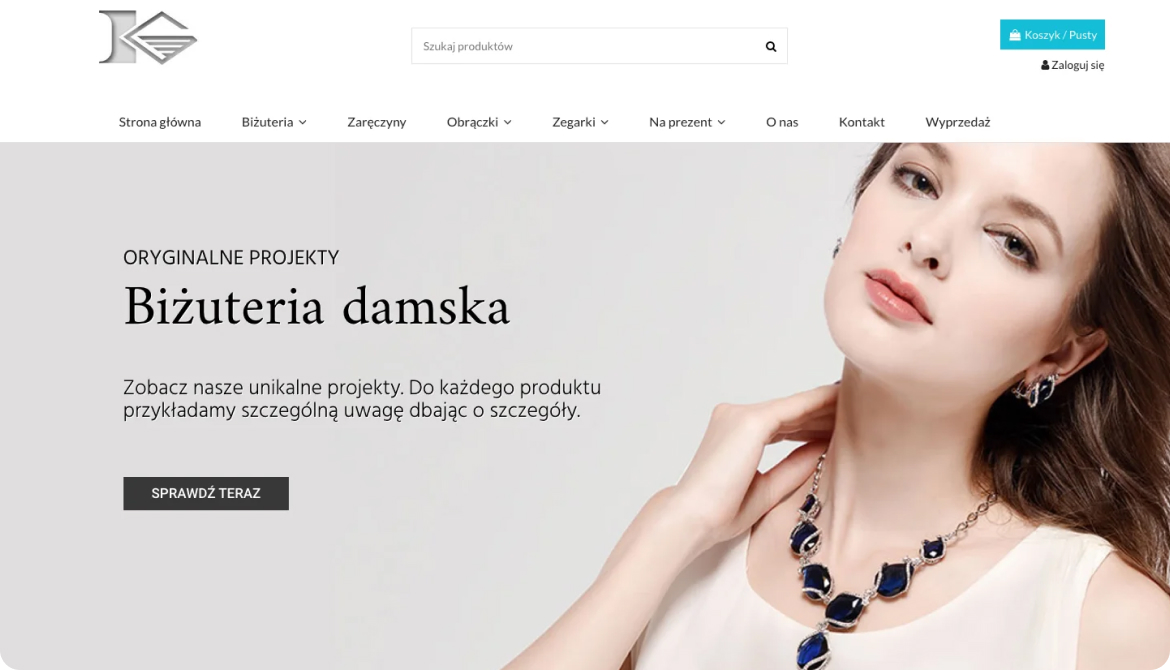 Szukaj produktów
Koszyk / Pusty
Zaloguj się
Strona główna Biżuteria Zaręczyny Obrączki Zegarki Na prezent O nas Kontakt Wyprzedaż
ORYGINALNE PROJEKTY
Biżuteria damska
Zobacz nasze unikalne projekty. Do każdego produktu
przykładamy szczególną uwagę dbając o szczegóły.
SPRAWDŹ TERAZ